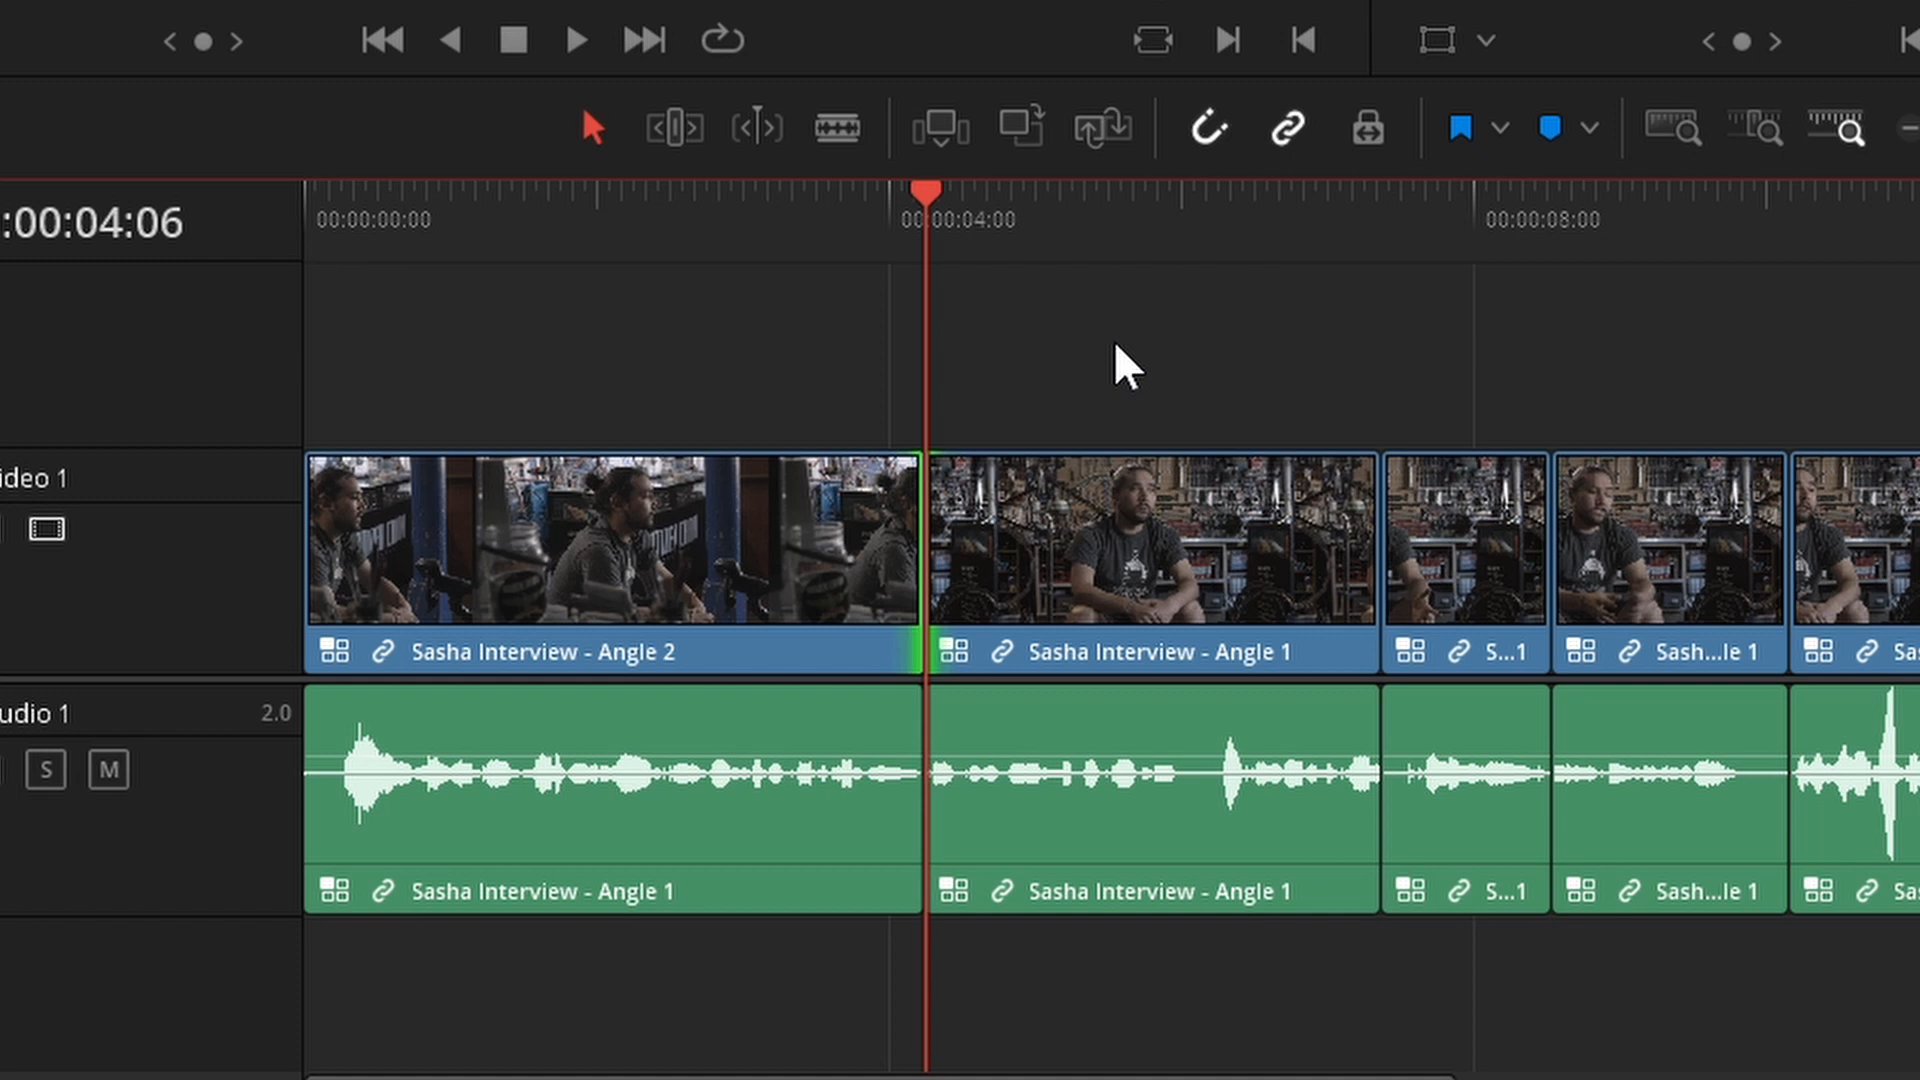 :00:04:06
00:00:00:00
00:00:04:00
00:00:08:00
ideo 1
Sasha Interview - Angle 2
Sasha Interview - Angle 1
S...1
Sash...le 1
Sa
udio 1
2.0
S
M
Sasha Interview - Angle 1
Sasha Interview - Angle 1
S...1
Sash...le 1
Sa